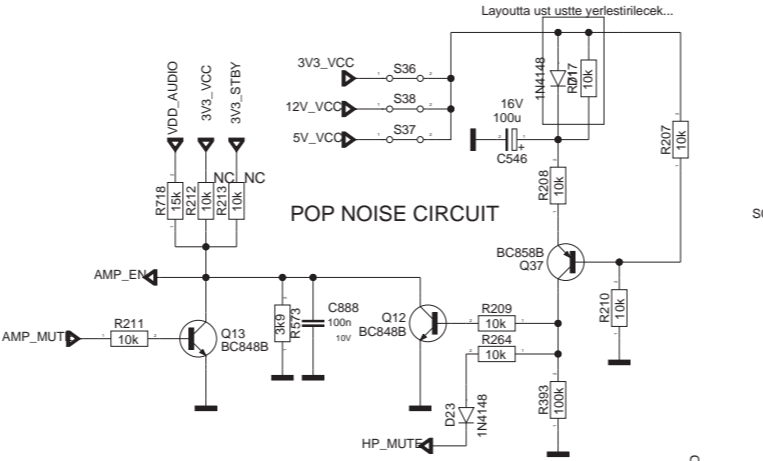 Layoutta ust ustte yerlestirilecek...
3V3_VCC
S36
12V_VCC
S38
5V_VCC
S37
16V
100u
C546
1N4148
R717
10k
R207
10k
VDD_AUDIO
3V3_VCC
3V3_STBY
NC
NC
R718
15k
R212
10k
R213
10k
POP NOISE CIRCUIT
R208
10k
BC858B
Q37
R210
10k
AMP_EN
AMP_MUTE
R211
10k
Q13
BC848B
3k9
R573
C888
100n
10V
Q12
BC848B
R209
10k
R264
10k
D23
1N4148
R393
100k
HP_MUTE